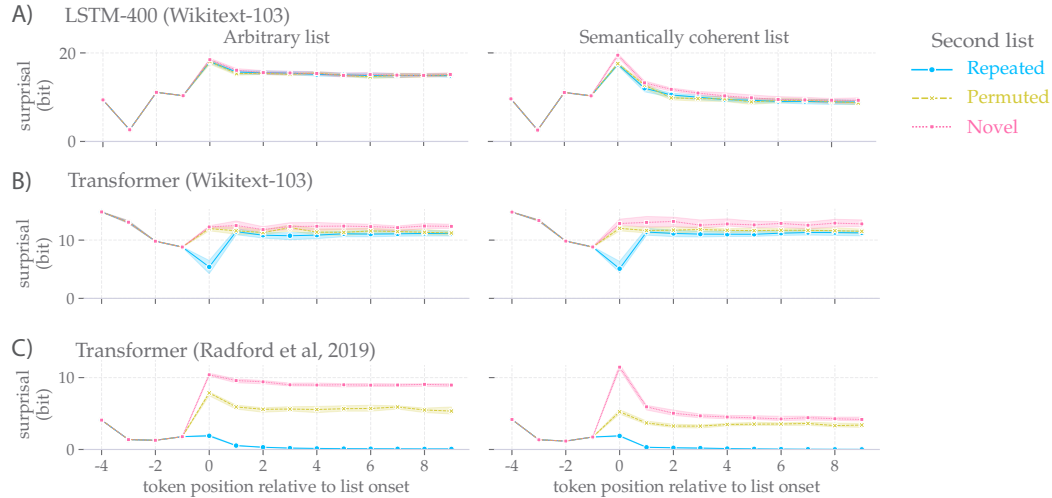 A) LSTM-400 (Wikitext-103)
Arbitrary list
Semantically coherent list
Second list
Repeated
Permuted
Novel
surprisal
(bit)
20
0
B) Transformer (Wikitext-103)
surprisal
(bit)
10
0
C) Transformer (Radford et al, 2019)
surprisal
(bit)
10
0
-4 -2 0 2 4 6 8
-4 -2 0 2 4 6 8
token position relative to list onset
token position relative to list onset